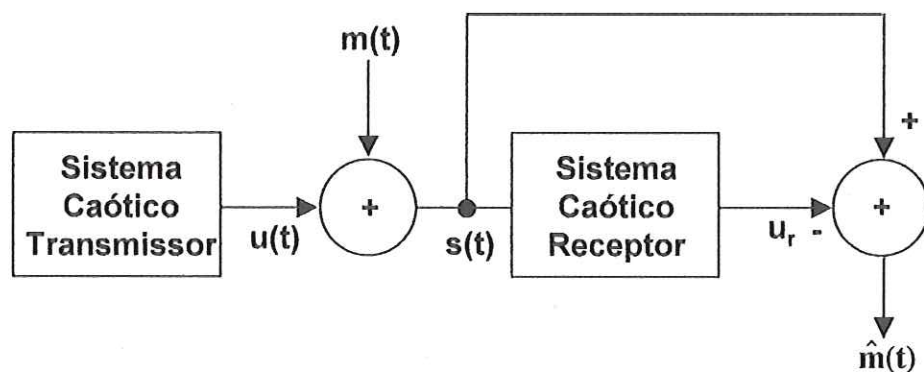 m(t)
+
Sistema
Caótico
Transmissor
u(t)
+
s(t)
Sistema
Caótico
Receptor
u_r
-
+
m̂(t)